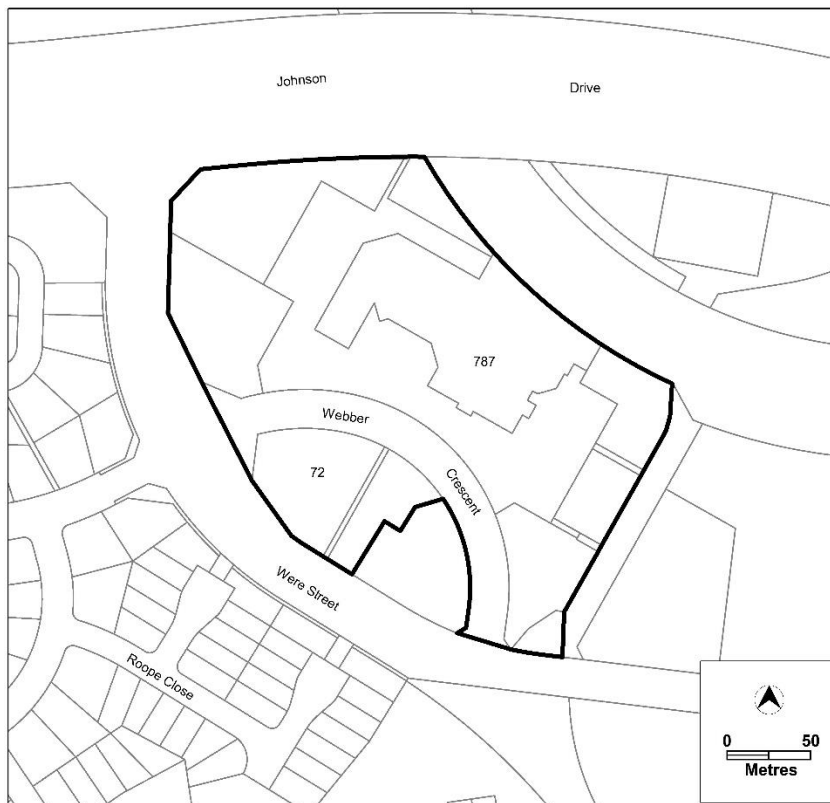 Johnson
Drive
787
Webber
72
Crescent
Were Street
Roope Close
0 50
Metres